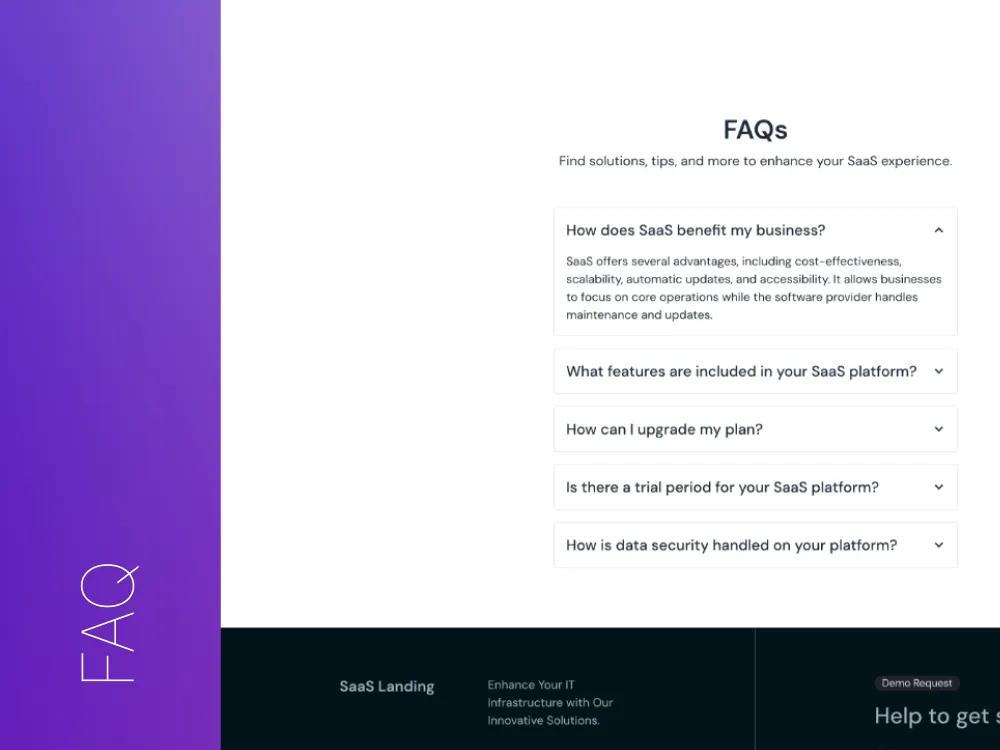 FAQ
FAQs
Find solutions, tips, and more to enhance your SaaS experience.
How does SaaS benefit my business?
SaaS offers several advantages, including cost-effectiveness,
scalability, automatic updates, and accessibility. It allows businesses
to focus on core operations while the software provider handles
maintenance and updates.
What features are included in your SaaS platform?
How can I upgrade my plan?
Is there a trial period for your SaaS platform?
How is data security handled on your platform?
SaaS Landing
Enhance Your IT
Infrastructure with Our
Innovative Solutions.
Demo Request
Help to get